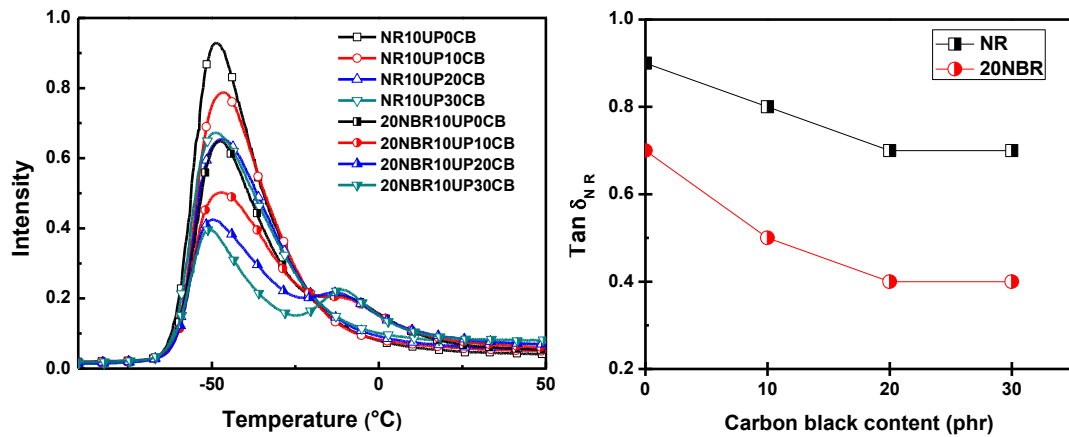 1.0
0.8
0.6
0.4
0.2
0.0
Intensity
-50
0
50
Temperature (°C)
NR10UP0CB
NR10UP10CB
NR10UP20CB
NR10UP30CB
20NBR10UP0CB
20NBR10UP10CB
20NBR10UP20CB
20NBR10UP30CB
1.0
0.8
0.6
0.4
0.2
Tan δNR
0
10
20
30
Carbon black content (phr)
NR
20NBR